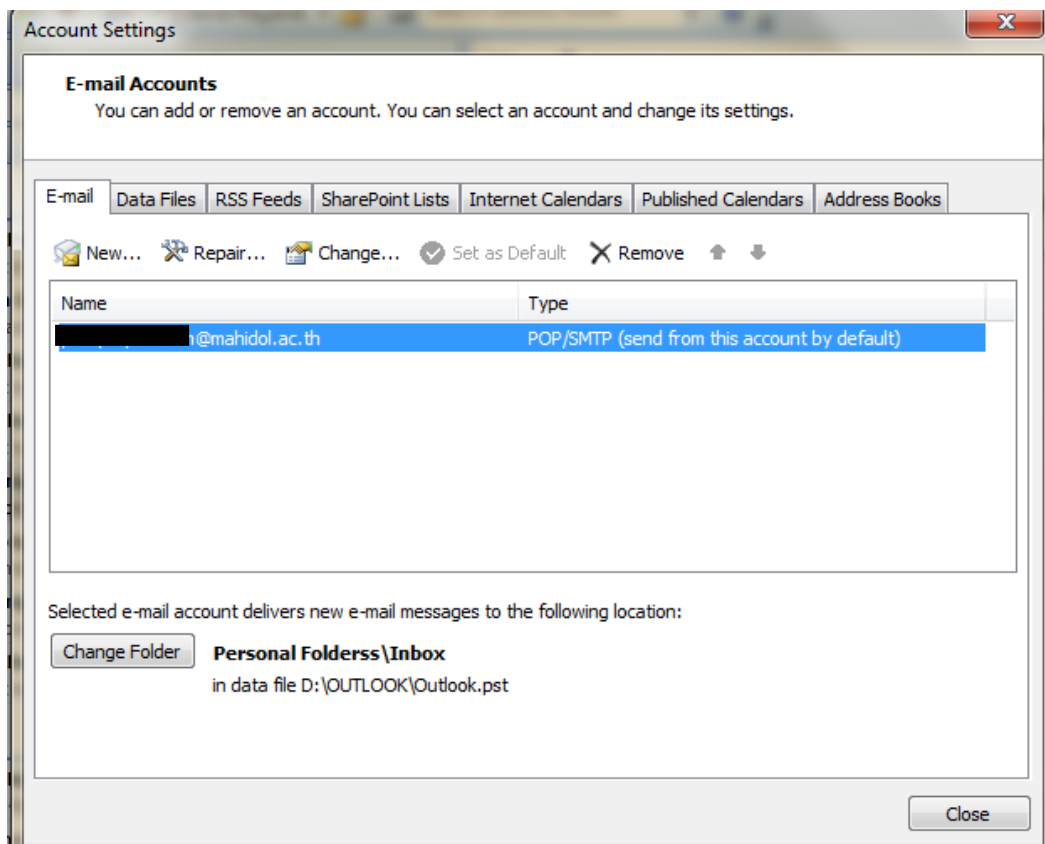 Account Settings
E-mail Accounts
You can add or remove an account. You can select an account and change its settings.
E-mail Data Files RSS Feeds SharePoint Lists Internet Calendars Published Calendars Address Books
New... Repair... Change... Set as Default Remove
Name Type
@mahidol.ac.th POP/SMTP (send from this account by default)
Selected e-mail account delivers new e-mail messages to the following location:
Change Folder Personal Folderss\Inbox
in data file D:\OUTLOOK\Outlook.pst
Close